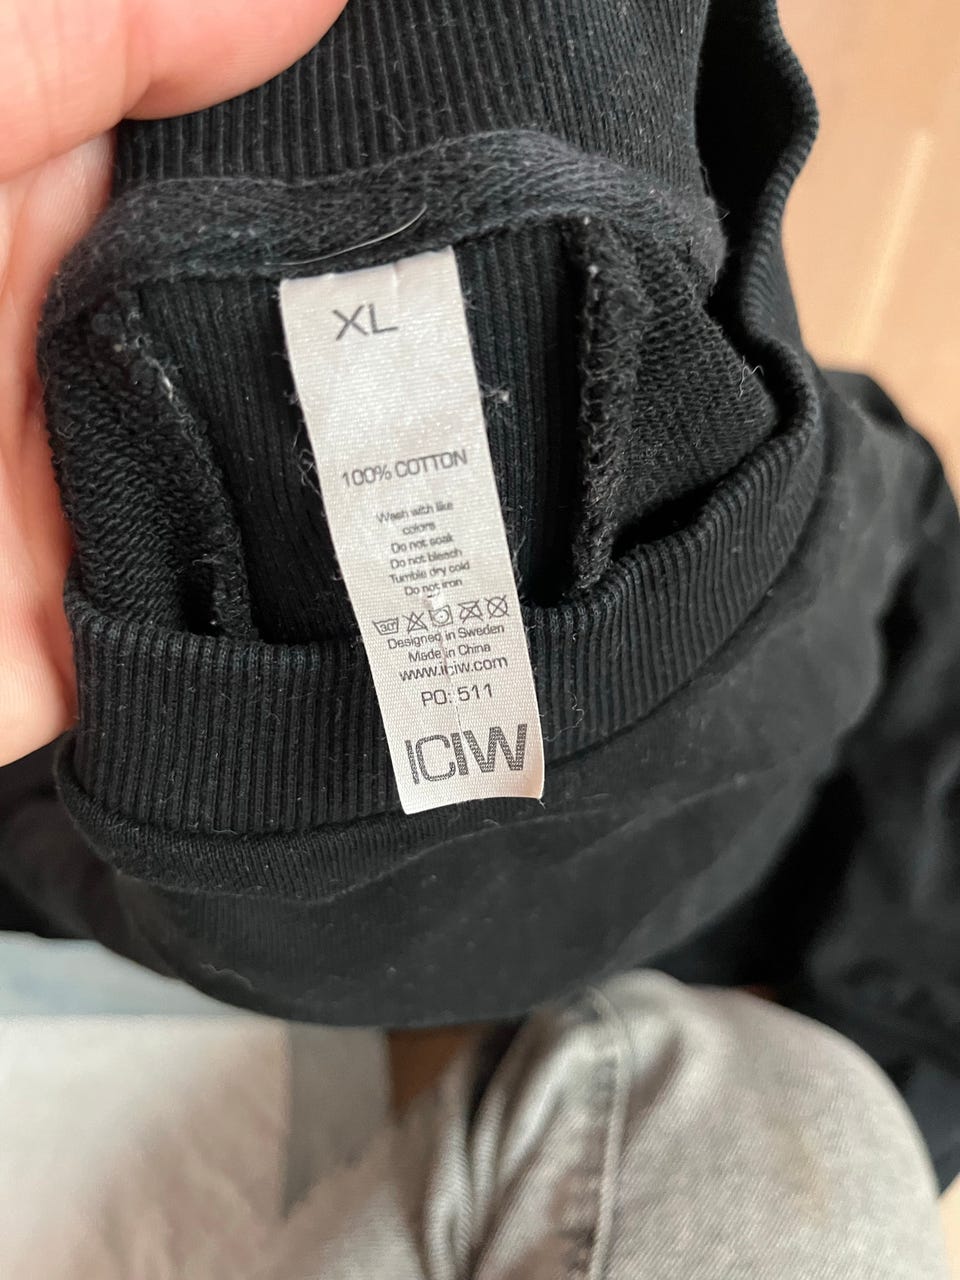 XL
100% COTTON
Wash with like
colors
Do not soak
Do not bleach
Tumble dry cold
Do not iron
30°
Designed in Sweden
Made in China
www.iciw.com
PO: 511
ICIW